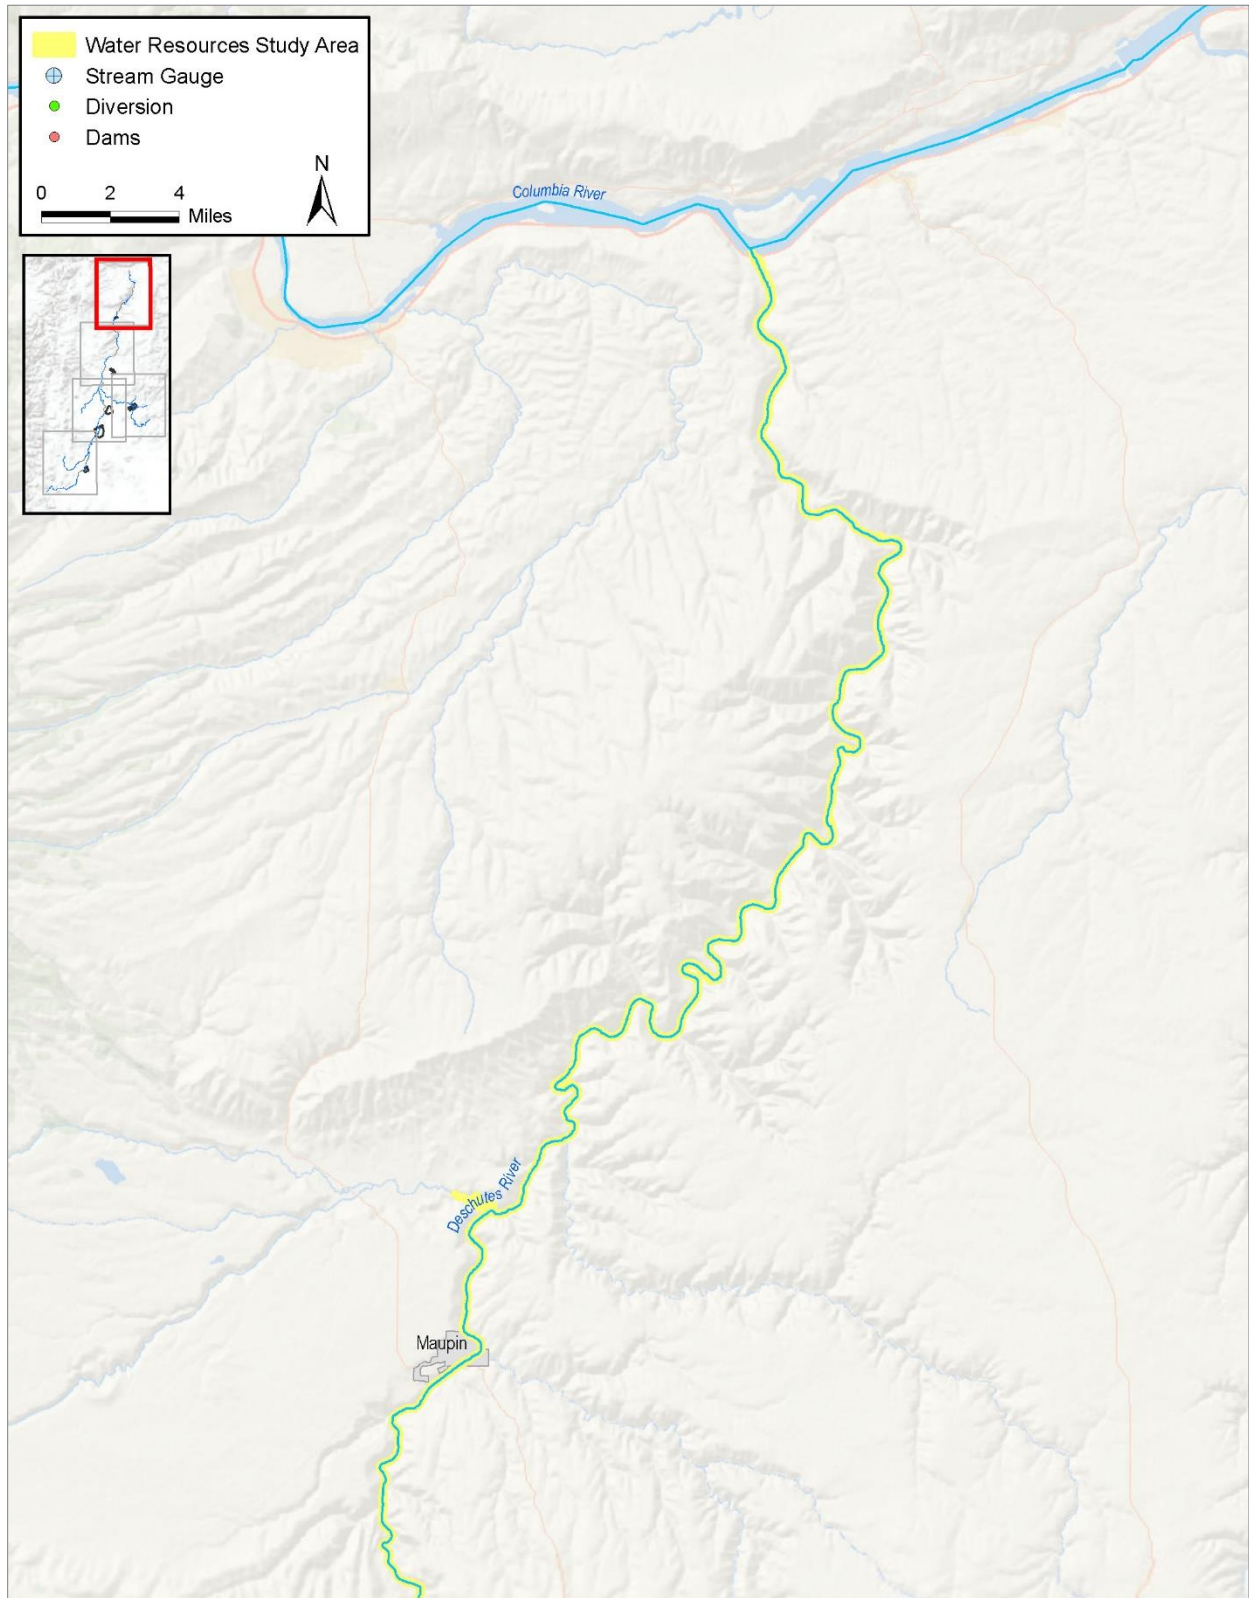 Water Resources Study Area
Stream Gauge
Diversion
Dams
N
0 2 4
Miles
Columbia River
Deschutes River
Maupin